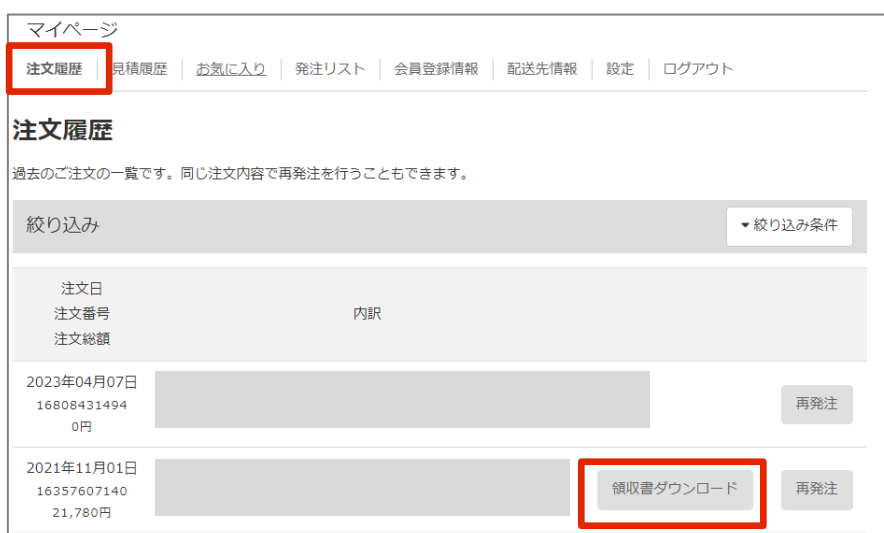 マイページ
注文履歴 見積履歴 お気に入り 発注リスト 会員登録情報 配送先情報 設定 ログアウト
注文履歴
過去のご注文の一覧です。同じ注文内容で再発注を行うこともできます。
絞り込み ▼絞り込み条件
注文日
注文番号 内訳
注文総額
2023年04月07日
16808431494 再発注
0円
2021年11月01日
16357607140 領収書ダウンロード 再発注
21,780円